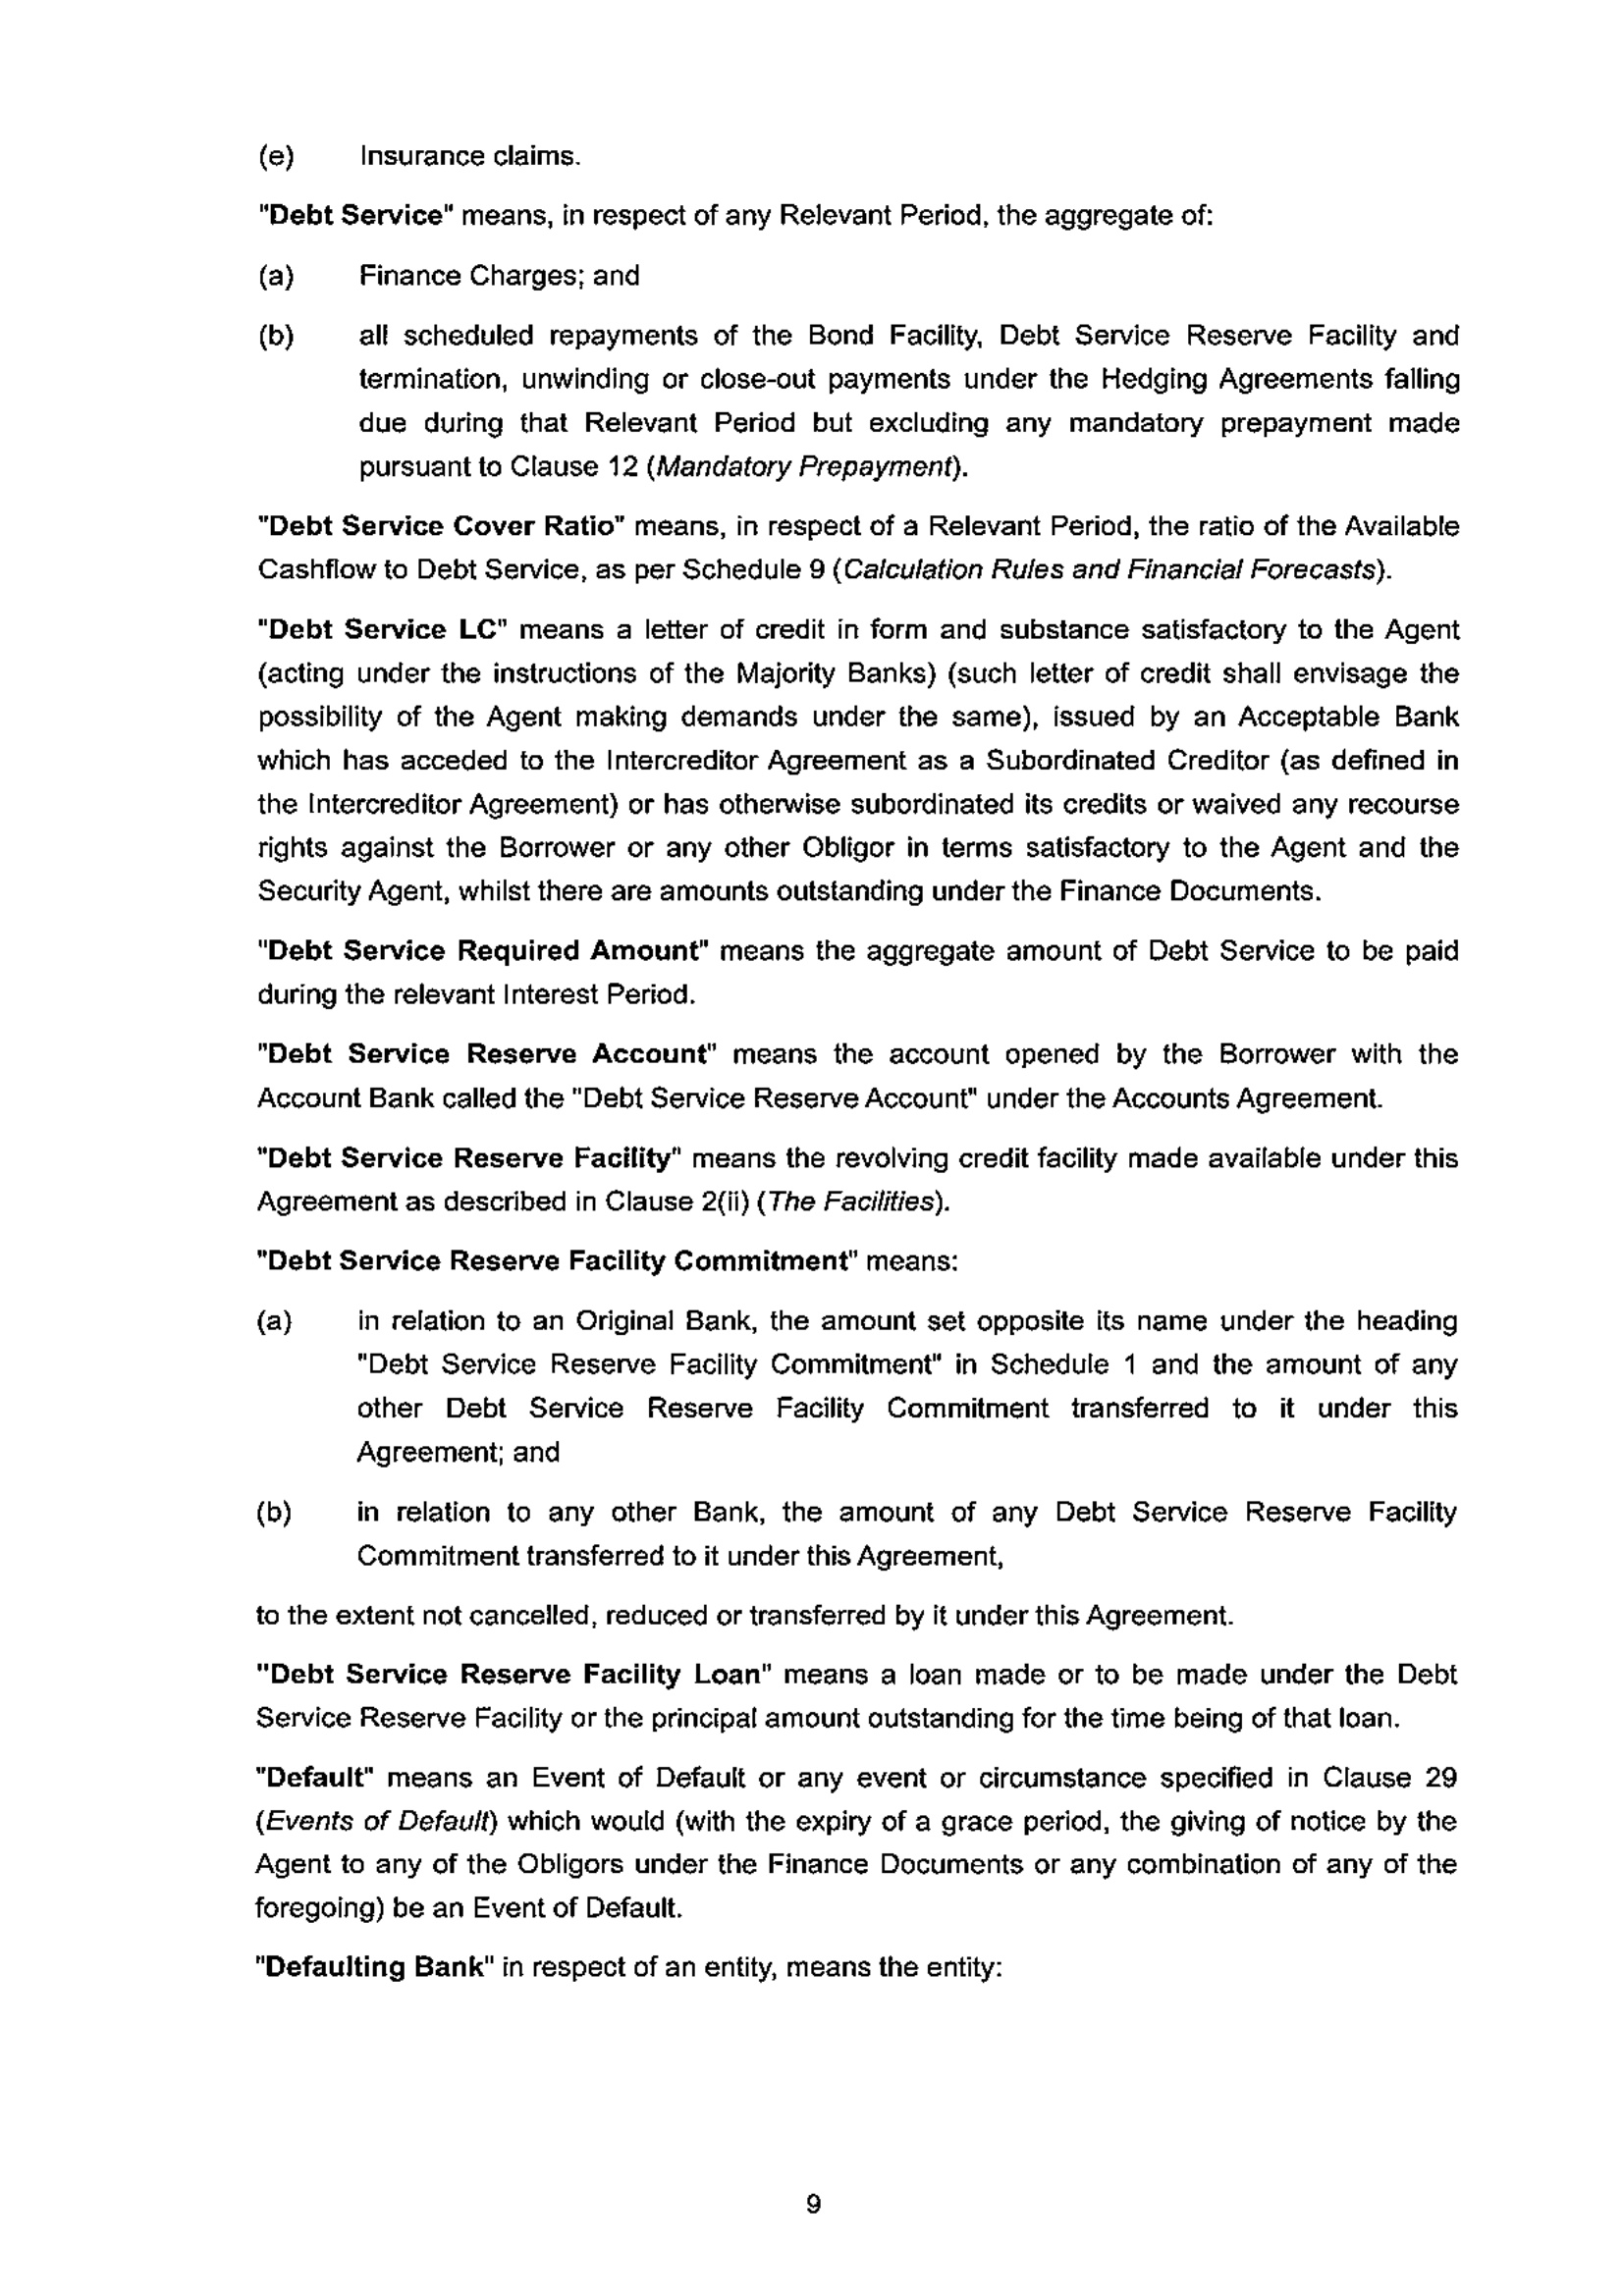 (e) Insurance claims.
"Debt Service" means, in respect of any Relevant Period, the aggregate of:
(a) Finance Charges; and
(b) all scheduled repayments of the Bond Facility, Debt Service Reserve Facility and
termination, unwinding or close-out payments under the Hedging Agreements falling
due during that Relevant Period but excluding any mandatory prepayment made
pursuant to Clause 12 (Mandatory Prepayment).
"Debt Service Cover Ratio" means, in respect of a Relevant Period, the ratio of the Available
Cashflow to Debt Service, as per Schedule 9 (Calculation Rules and Financial Forecasts).
"Debt Service LC" means a letter of credit in form and substance satisfactory to the Agent
(acting under the instructions of the Majority Banks) (such letter of credit shall envisage the
possibility of the Agent making demands under the same), issued by an Acceptable Bank
which has acceded to the Intercreditor Agreement as a Subordinated Creditor (as defined in
the Intercreditor Agreement) or has otherwise subordinated its credits or waived any recourse
rights against the Borrower or any other Obligor in terms satisfactory to the Agent and the
Security Agent, whilst there are amounts outstanding under the Finance Documents.
"Debt Service Required Amount" means the aggregate amount of Debt Service to be paid
during the relevant Interest Period.
"Debt Service Reserve Account" means the account opened by the Borrower with the
Account Bank called the "Debt Service Reserve Account" under the Accounts Agreement.
"Debt Service Reserve Facility" means the revolving credit facility made available under this
Agreement as described in Clause 2(ii) (The Facilities).
"Debt Service Reserve Facility Commitment" means:
(a) in relation to an Original Bank, the amount set opposite its name under the heading
"Debt Service Reserve Facility Commitment" in Schedule 1 and the amount of any
other Debt Service Reserve Facility Commitment transferred to it under this
Agreement; and
(b) in relation to any other Bank, the amount of any Debt Service Reserve Facility
Commitment transferred to it under this Agreement,
to the extent not cancelled, reduced or transferred by it under this Agreement.
"Debt Service Reserve Facility Loan" means a loan made or to be made under the Debt
Service Reserve Facility or the principal amount outstanding for the time being of that loan.
"Default" means an Event of Default or any event or circumstance specified in Clause 29
(Events of Default) which would (with the expiry of a grace period, the giving of notice by the
Agent to any of the Obligors under the Finance Documents or any combination of any of the
foregoing) be an Event of Default.
"Defaulting Bank" in respect of an entity, means the entity:
9